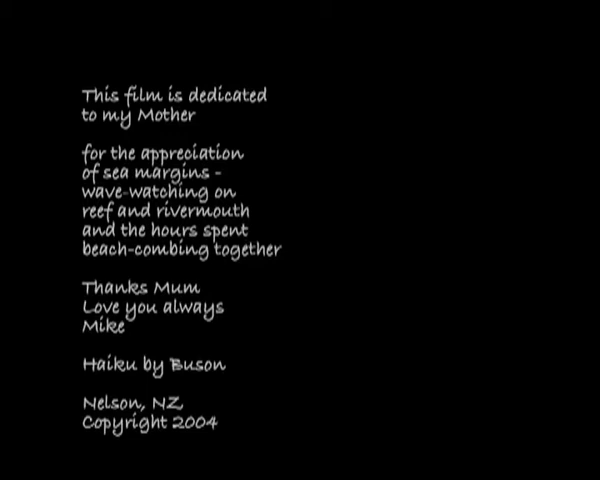 This film is dedicated
to my Mother
for the appreciation
of sea margins -
wave-watching on
reef and rivermouth
and the hours spent
beach-combing together
Thanks Mum
Love you always
Mike
Haiku by Buson
Nelson, NZ
Copyright 2004